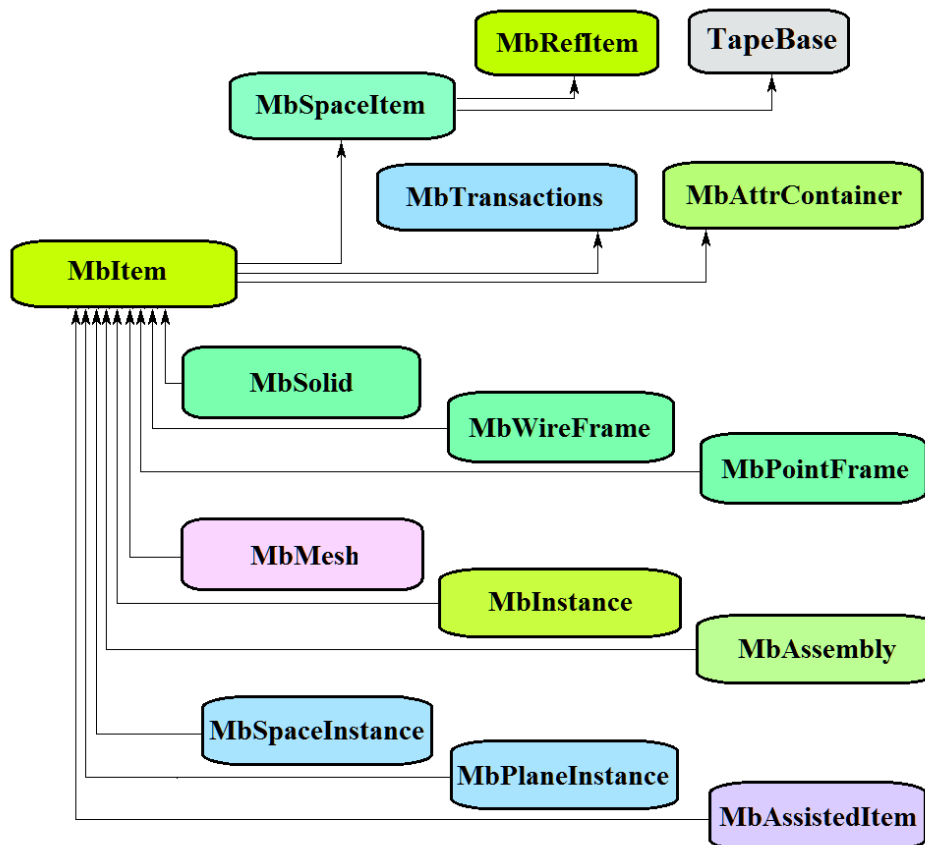 MbRefItem
TapeBase
MbSpaceItem
MbTransactions
MbAttrContainer
MbItem
MbSolid
MbWireFrame
MbPointFrame
MbMesh
MbInstance
MbAssembly
MbSpaceInstance
MbPlaneInstance
MbAssistedItem